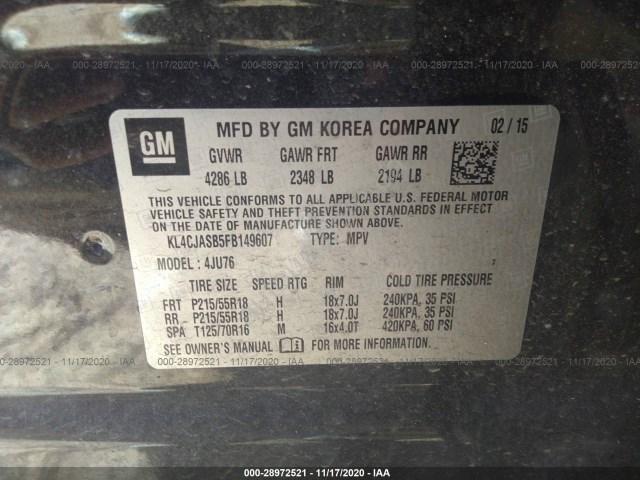 000-28972521 - 11/17/2020 - IAA
GM
MFD BY GM KOREA COMPANY 02 / 15
GVWR GAWR FRT GAWR RR
4286 LB 2348 LB 2194 LB
THIS VEHICLE CONFORMS TO ALL APPLICABLE U.S. FEDERAL MOTOR
VEHICLE SAFETY AND THEFT PREVENTION STANDARDS IN EFFECT
ON THE DATE OF MANUFACTURE SHOWN ABOVE.
KL4CJASB5FB149607 TYPE: MPV
MODEL: 4JU76
TIRE SIZE SPEED RTG RIM COLD TIRE PRESSURE
FRT P215/55R18 H 18x7.0J 240KPA, 35 PSI
RR P215/55R18 H 18x7.0J 240KPA, 35 PSI
SPA T125/70R16 M 16x4.0T 420KPA, 60 PSI
SEE OWNER'S MANUAL FOR MORE INFORMATION.
000-28972521 - 11/17/2020 - IAA